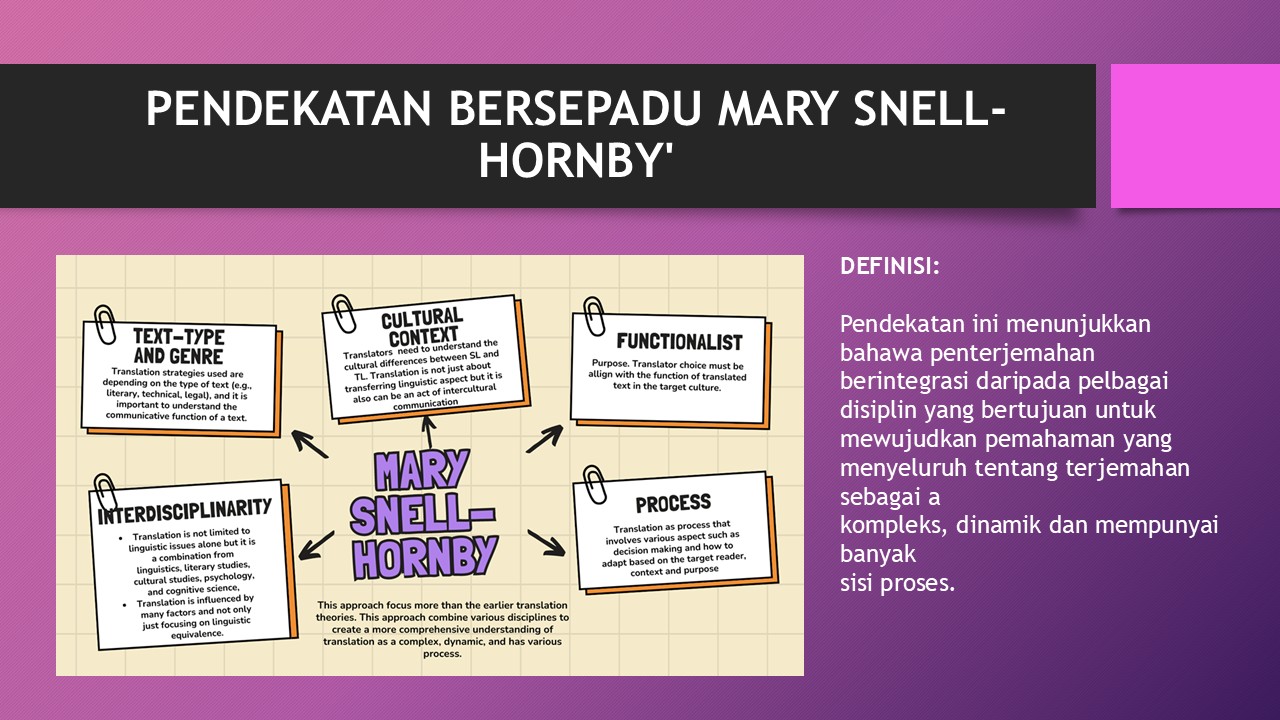 PENDEKATAN BERSEPADU MARY SNELL-
HORNBY'
TEXT-TYPE
AND GENRE
Translation strategies used are
depending on the type of text (e.g.,
literary, technical, legal), and it is
important to understand the
communicative function of a text.
CULTURAL
CONTEXT
Translators need to understand the
cultural differences between SL and
TL. Translation is not just about
transferring linguistic aspect but it is
also can be an act of intercultural
communication
FUNCTIONALIST
Purpose. Translator choice must be
allign with the function of translated
text in the target culture.
MARY
SNELL-
HORNBY
INTERDISCIPLINARITY
• Translation is not limited to
linguistic issues alone but it is
a combination from
linguistics, literary studies,
cultural studies, psychology,
and cognitive science,
• Translation is influenced by
many factors and not only
just focusing on linguistic
equivalence.
PROCESS
Translation as process that
involves various aspect such as
decision making and how to
adapt based on the target reader,
context and purpose
This approach focus more than the earlier translation
theories. This approach combine various disciplines to
create a more comprehensive understanding of
translation as a complex, dynamic, and has various
process.
DEFINISI:
Pendekatan ini menunjukkan
bahawa penterjemahan
berintegrasi daripada pelbagai
disiplin yang bertujuan untuk
mewujudkan pemahaman yang
menyeluruh tentang terjemahan
sebagai a
kompleks, dinamik dan mempunyai
banyak
sisi proses.